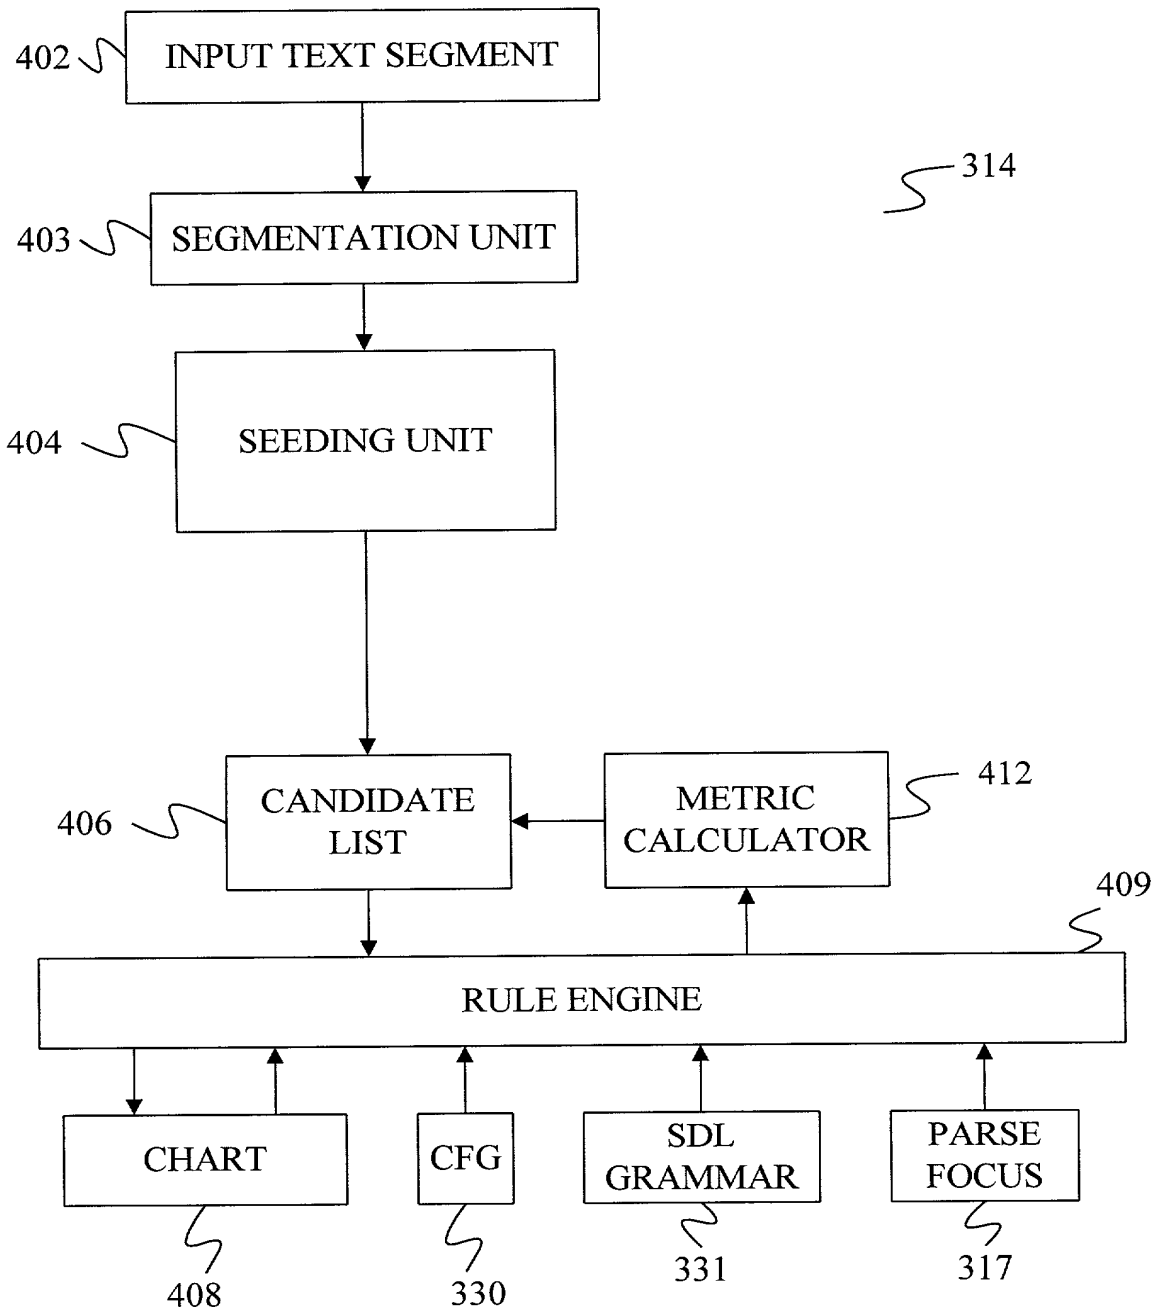 402
INPUT TEXT SEGMENT
314
403
SEGMENTATION UNIT
404
SEEDING UNIT
406
CANDIDATE
LIST
METRIC
CALCULATOR
412
409
RULE ENGINE
CHART
CFG
SDL
GRAMMAR
PARSE
FOCUS
408
330
331
317